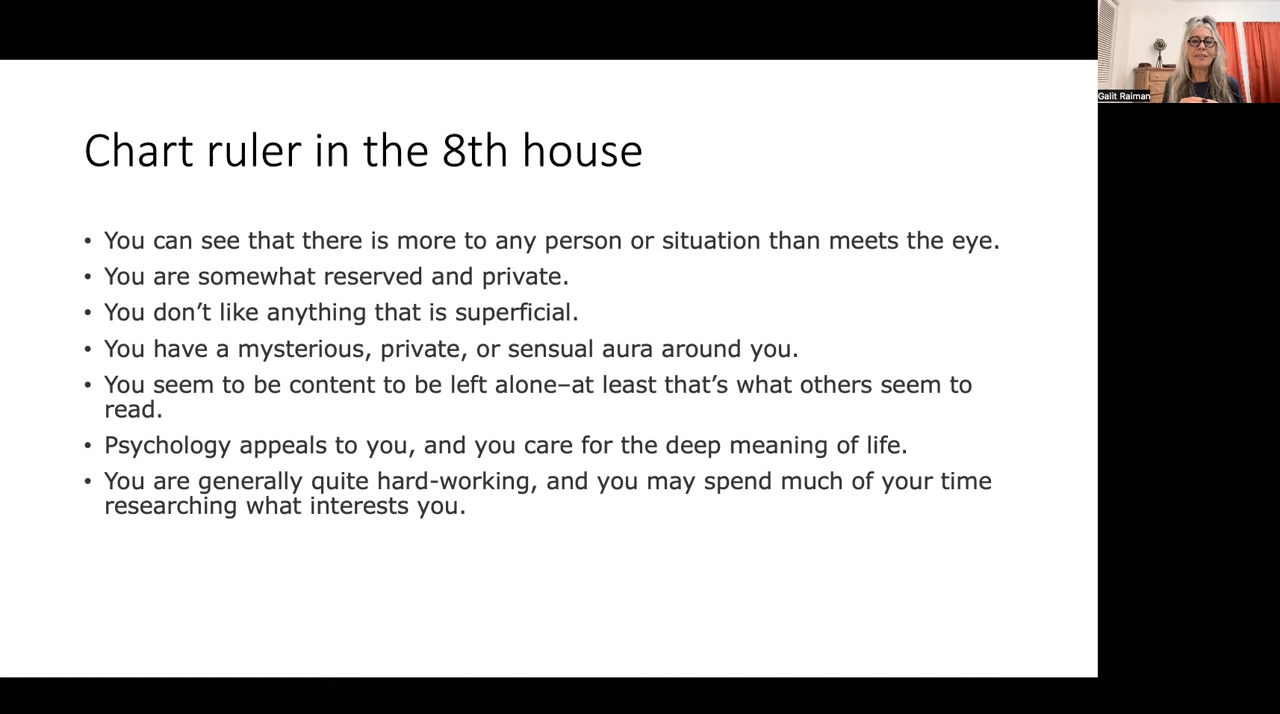 Chart ruler in the 8th house
• You can see that there is more to any person or situation than meets the eye.
• You are somewhat reserved and private.
• You don’t like anything that is superficial.
• You have a mysterious, private, or sensual aura around you.
• You seem to be content to be left alone–at least that’s what others seem to
read.
• Psychology appeals to you, and you care for the deep meaning of life.
• You are generally quite hard-working, and you may spend much of your time
researching what interests you.
Galit Raiman